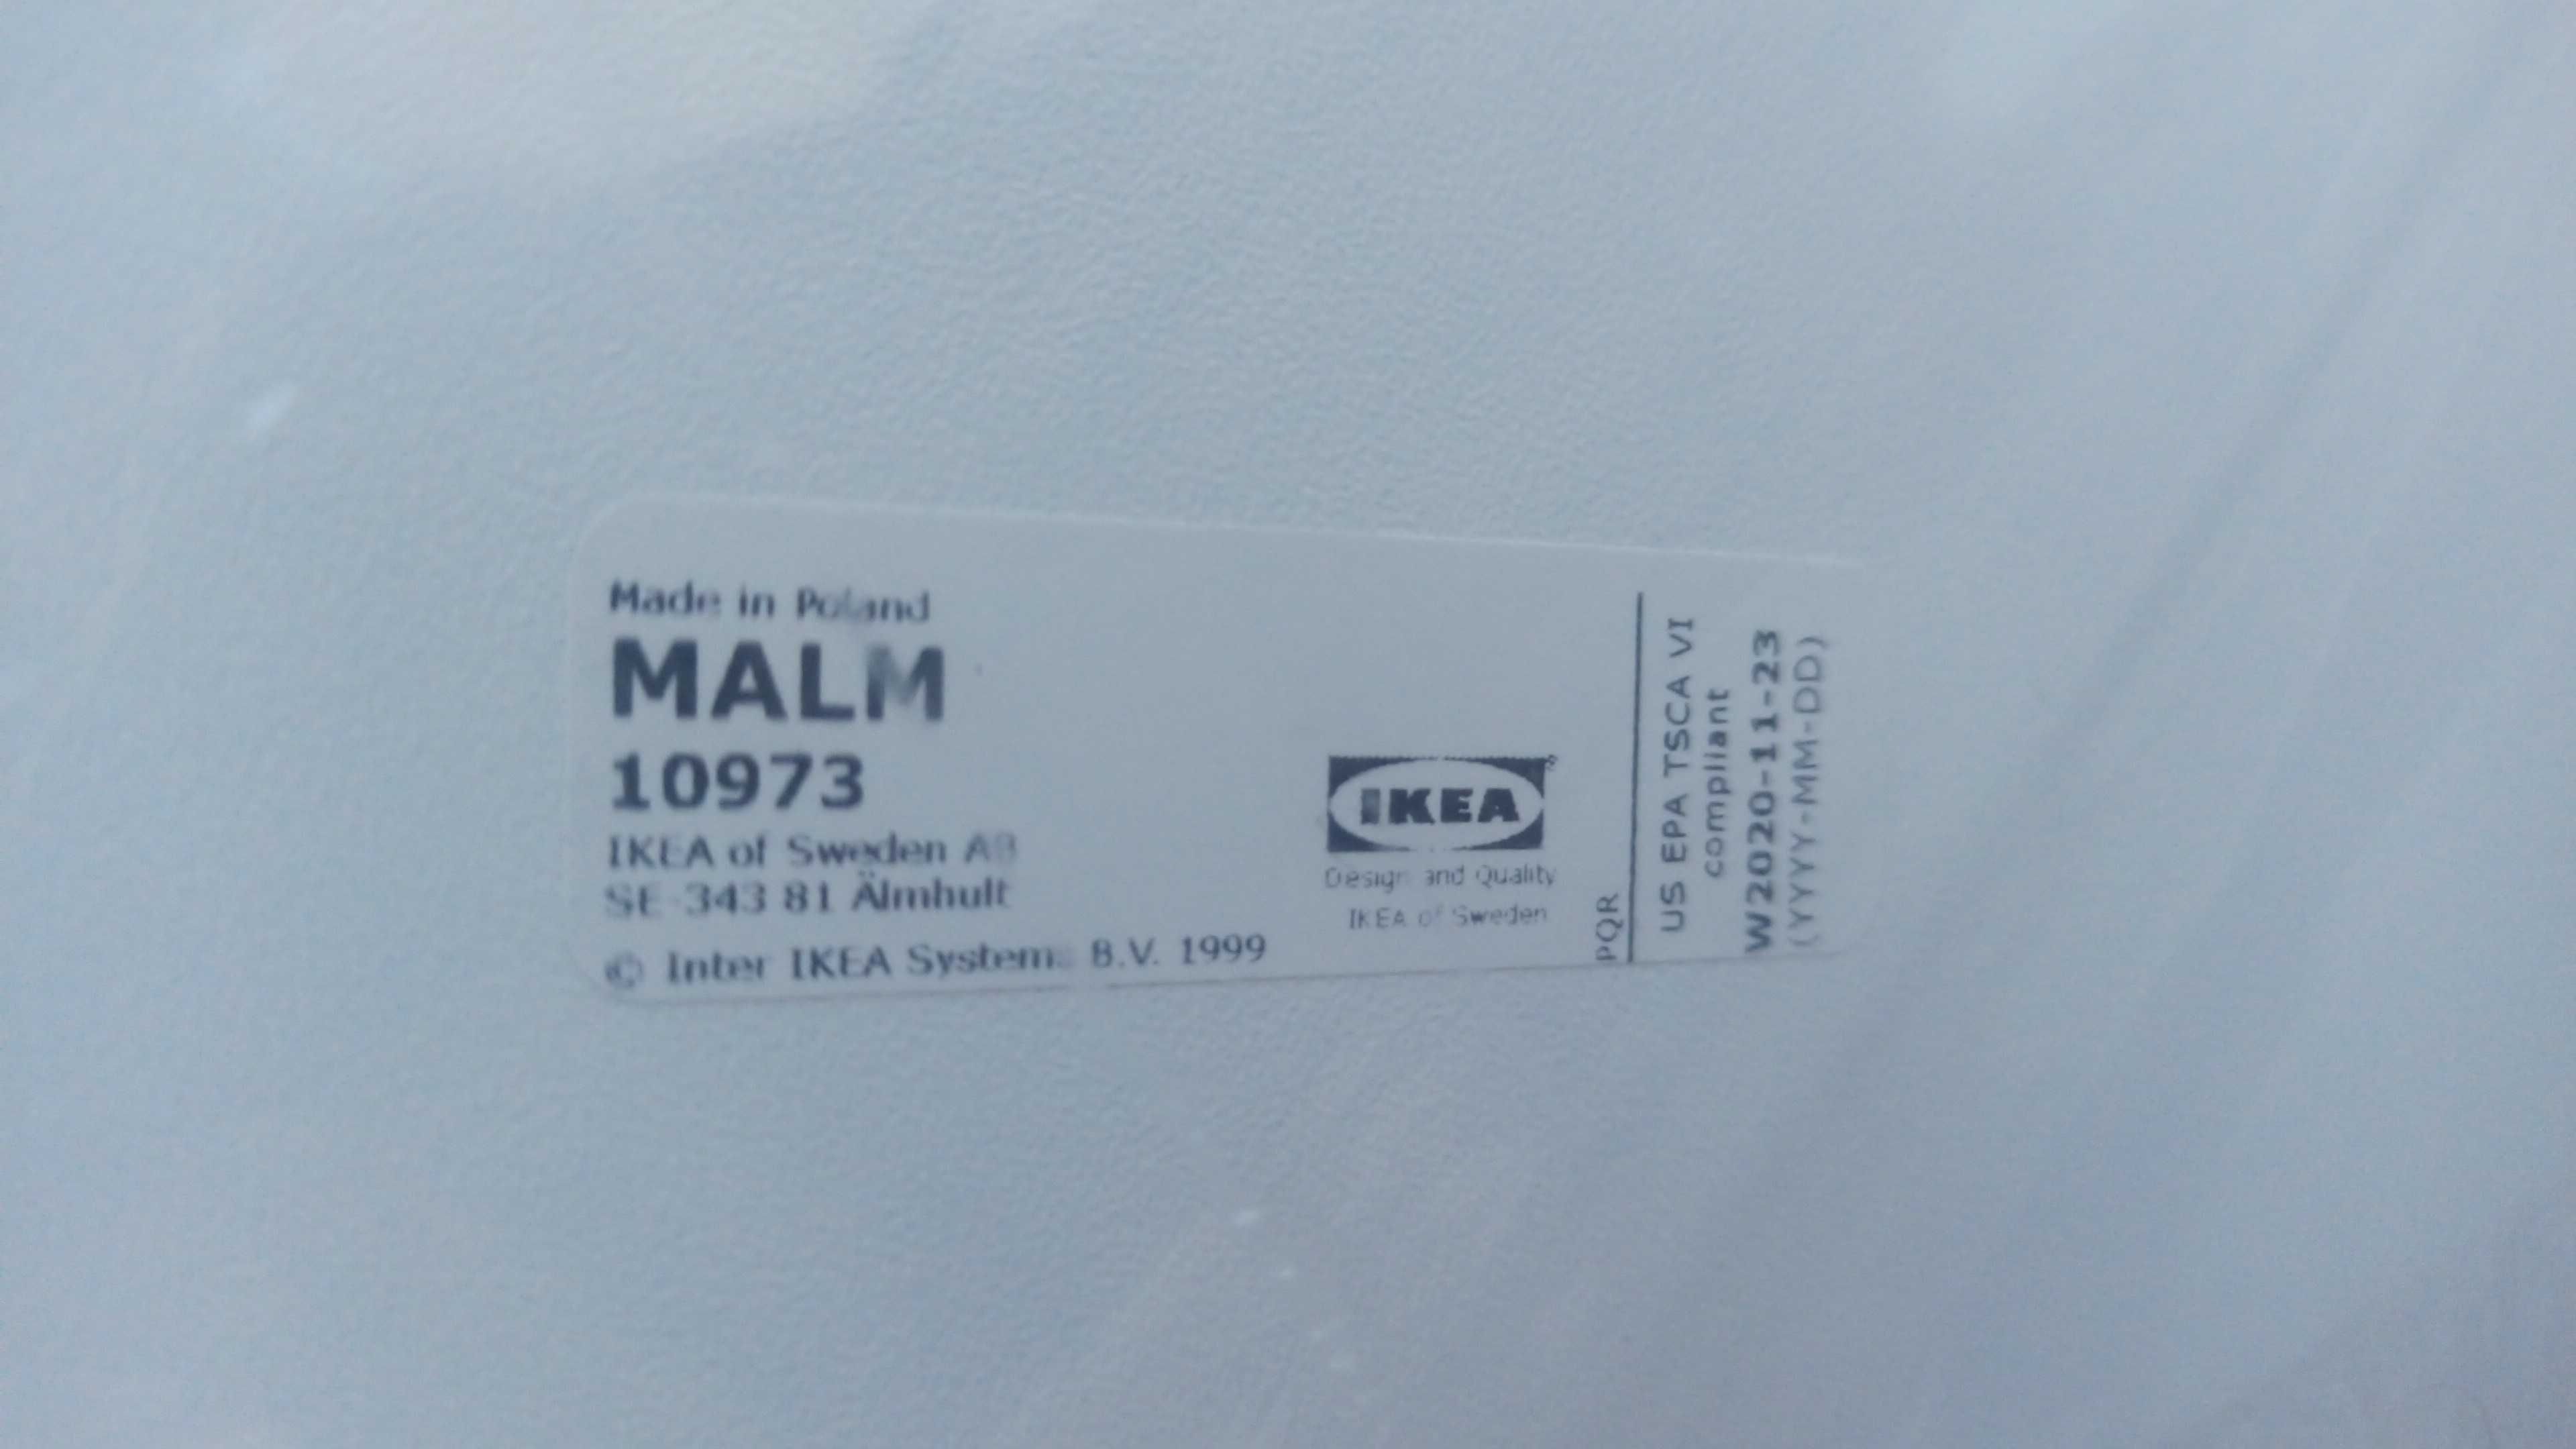 Made in Poland
MALM
10973
IKEA of Sweden AB
SE-343 81 Älmhult
© Inter IKEA Systems B.V. 1999
IKEA®
Design and Quality
IKEA of Sweden
PQR
US EPA TSCA VI
compliant
W2020-11-23
(YYYY-MM-DD)